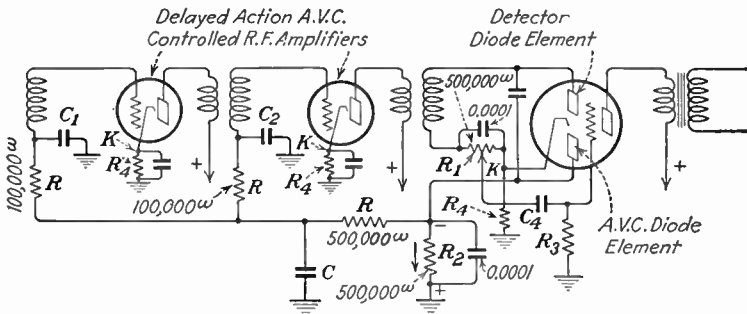 Delayed Action A.V.C.
Controlled R.F. Amplifiers
Detector
Diode Element
500,000ω
0.0001
C1
C2
K
K
K
R4
R4
R1
100,000ω
R
R
100,000ω
R4
C4
R
500,000ω
R2
R3
A.V.C. Diode
Element
C
500,000ω
0.0001
+
+
+
−
+